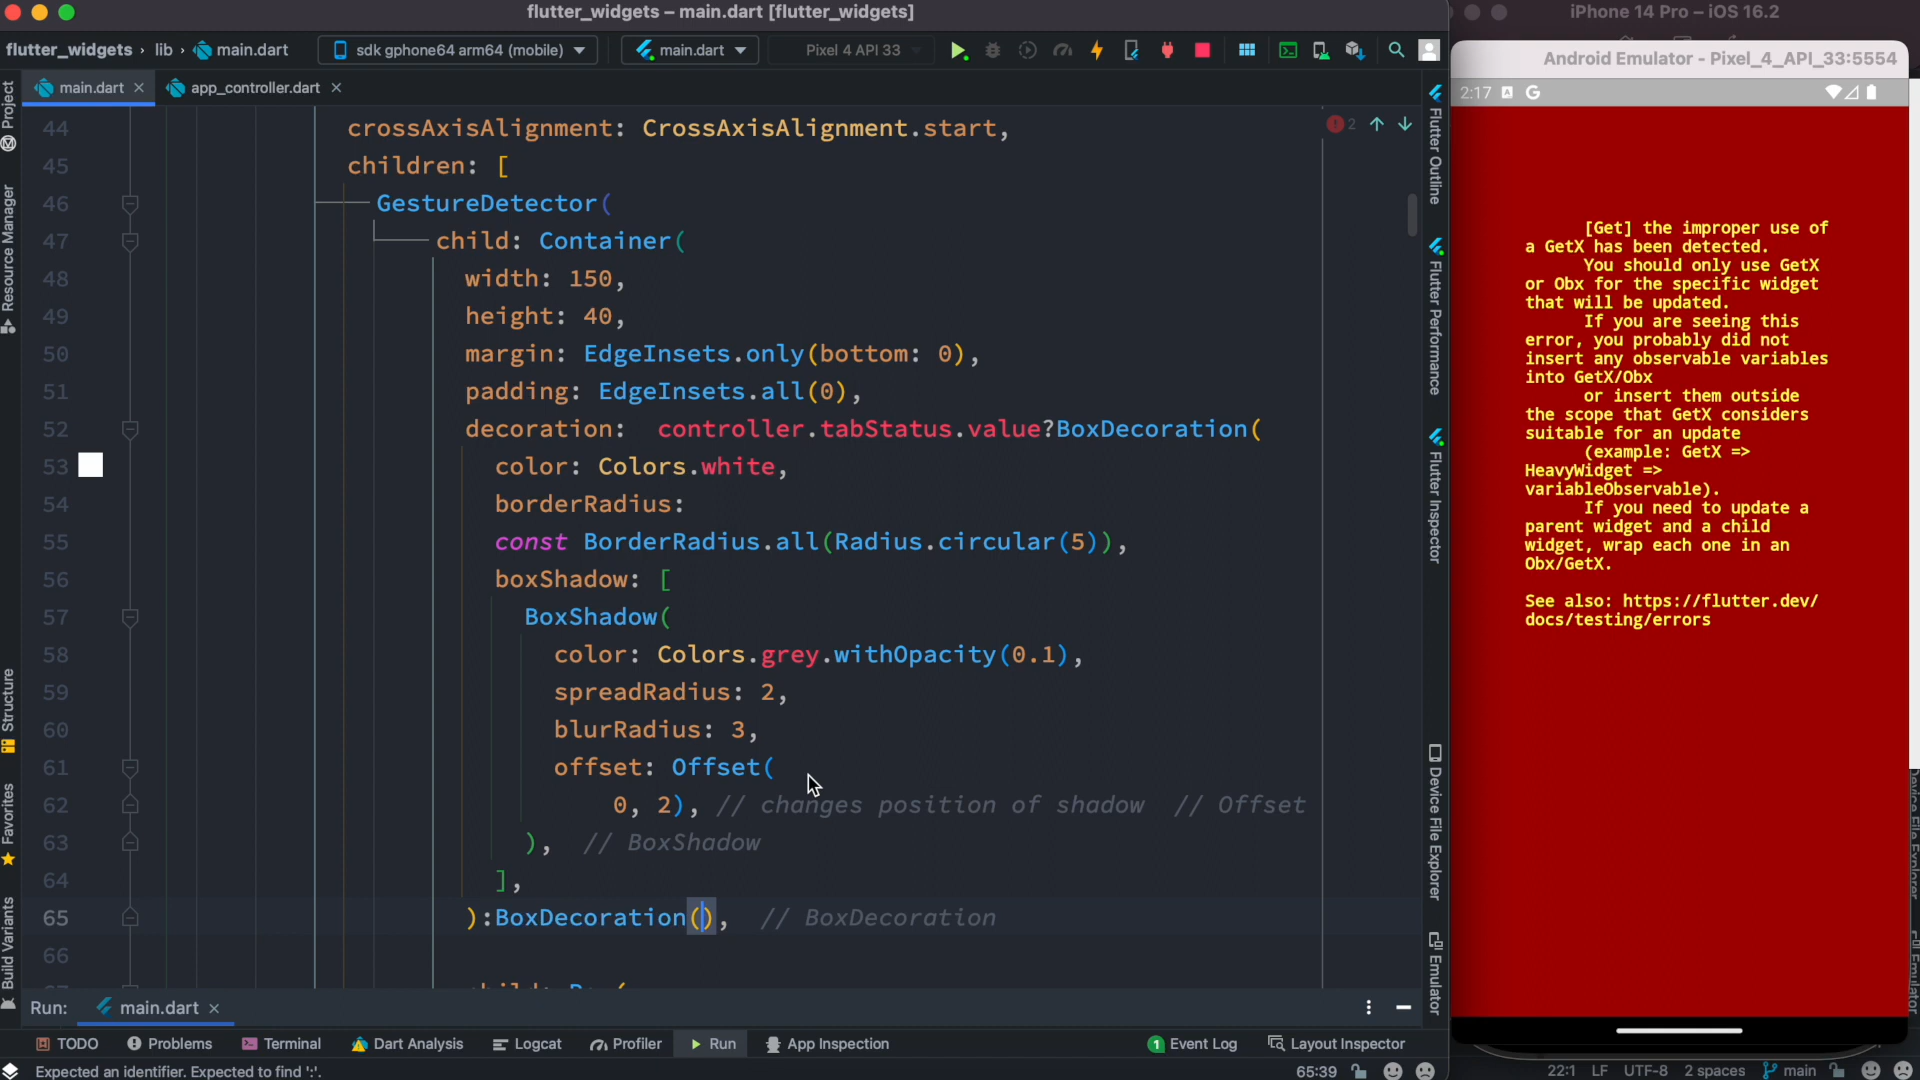 flutter_widgets – main.dart [flutter_widgets]
iPhone 14 Pro – iOS 16.2
flutter_widgets › lib › main.dart
sdk gphone64 arm64 (mobile)
main.dart
Pixel 4 API 33
Android Emulator - Pixel_4_API_33:5554
main.dart
app_controller.dart
2:17
Project
Resource Manager
Structure
Favorites
Build Variants
44 crossAxisAlignment: CrossAxisAlignment.start,
45 children: [
46 GestureDetector(
47 child: Container(
48 width: 150,
49 height: 40,
50 margin: EdgeInsets.only(bottom: 0),
51 padding: EdgeInsets.all(0),
52 decoration: controller.tabStatus.value?BoxDecoration(
53 color: Colors.white,
54 borderRadius:
55 const BorderRadius.all(Radius.circular(5)),
56 boxShadow: [
57 BoxShadow(
58 color: Colors.grey.withOpacity(0.1),
59 spreadRadius: 2,
60 blurRadius: 3,
61 offset: Offset(
62 0, 2), // changes position of shadow // Offset
63 ), // BoxShadow
64 ],
65 ):BoxDecoration(), // BoxDecoration
66
2
Flutter Outline
Flutter Performance
Flutter Inspector
Device File Explorer
Emulator
[Get] the improper use of
a GetX has been detected.
You should only use GetX
or Obx for the specific widget
that will be updated.
If you are seeing this
error, you probably did not
insert any observable variables
into GetX/Obx
or insert them outside
the scope that GetX considers
suitable for an update
(example: GetX =>
HeavyWidget =>
variableObservable).
If you need to update a
parent widget and a child
widget, wrap each one in an
Obx/GetX.
See also: https://flutter.dev/
docs/testing/errors
Run: main.dart
TODO
Problems
Terminal
Dart Analysis
Logcat
Profiler
Run
App Inspection
1 Event Log
Layout Inspector
Expected an identifier. Expected to find ':'.
65:39
22:1 LF UTF-8 2 spaces main